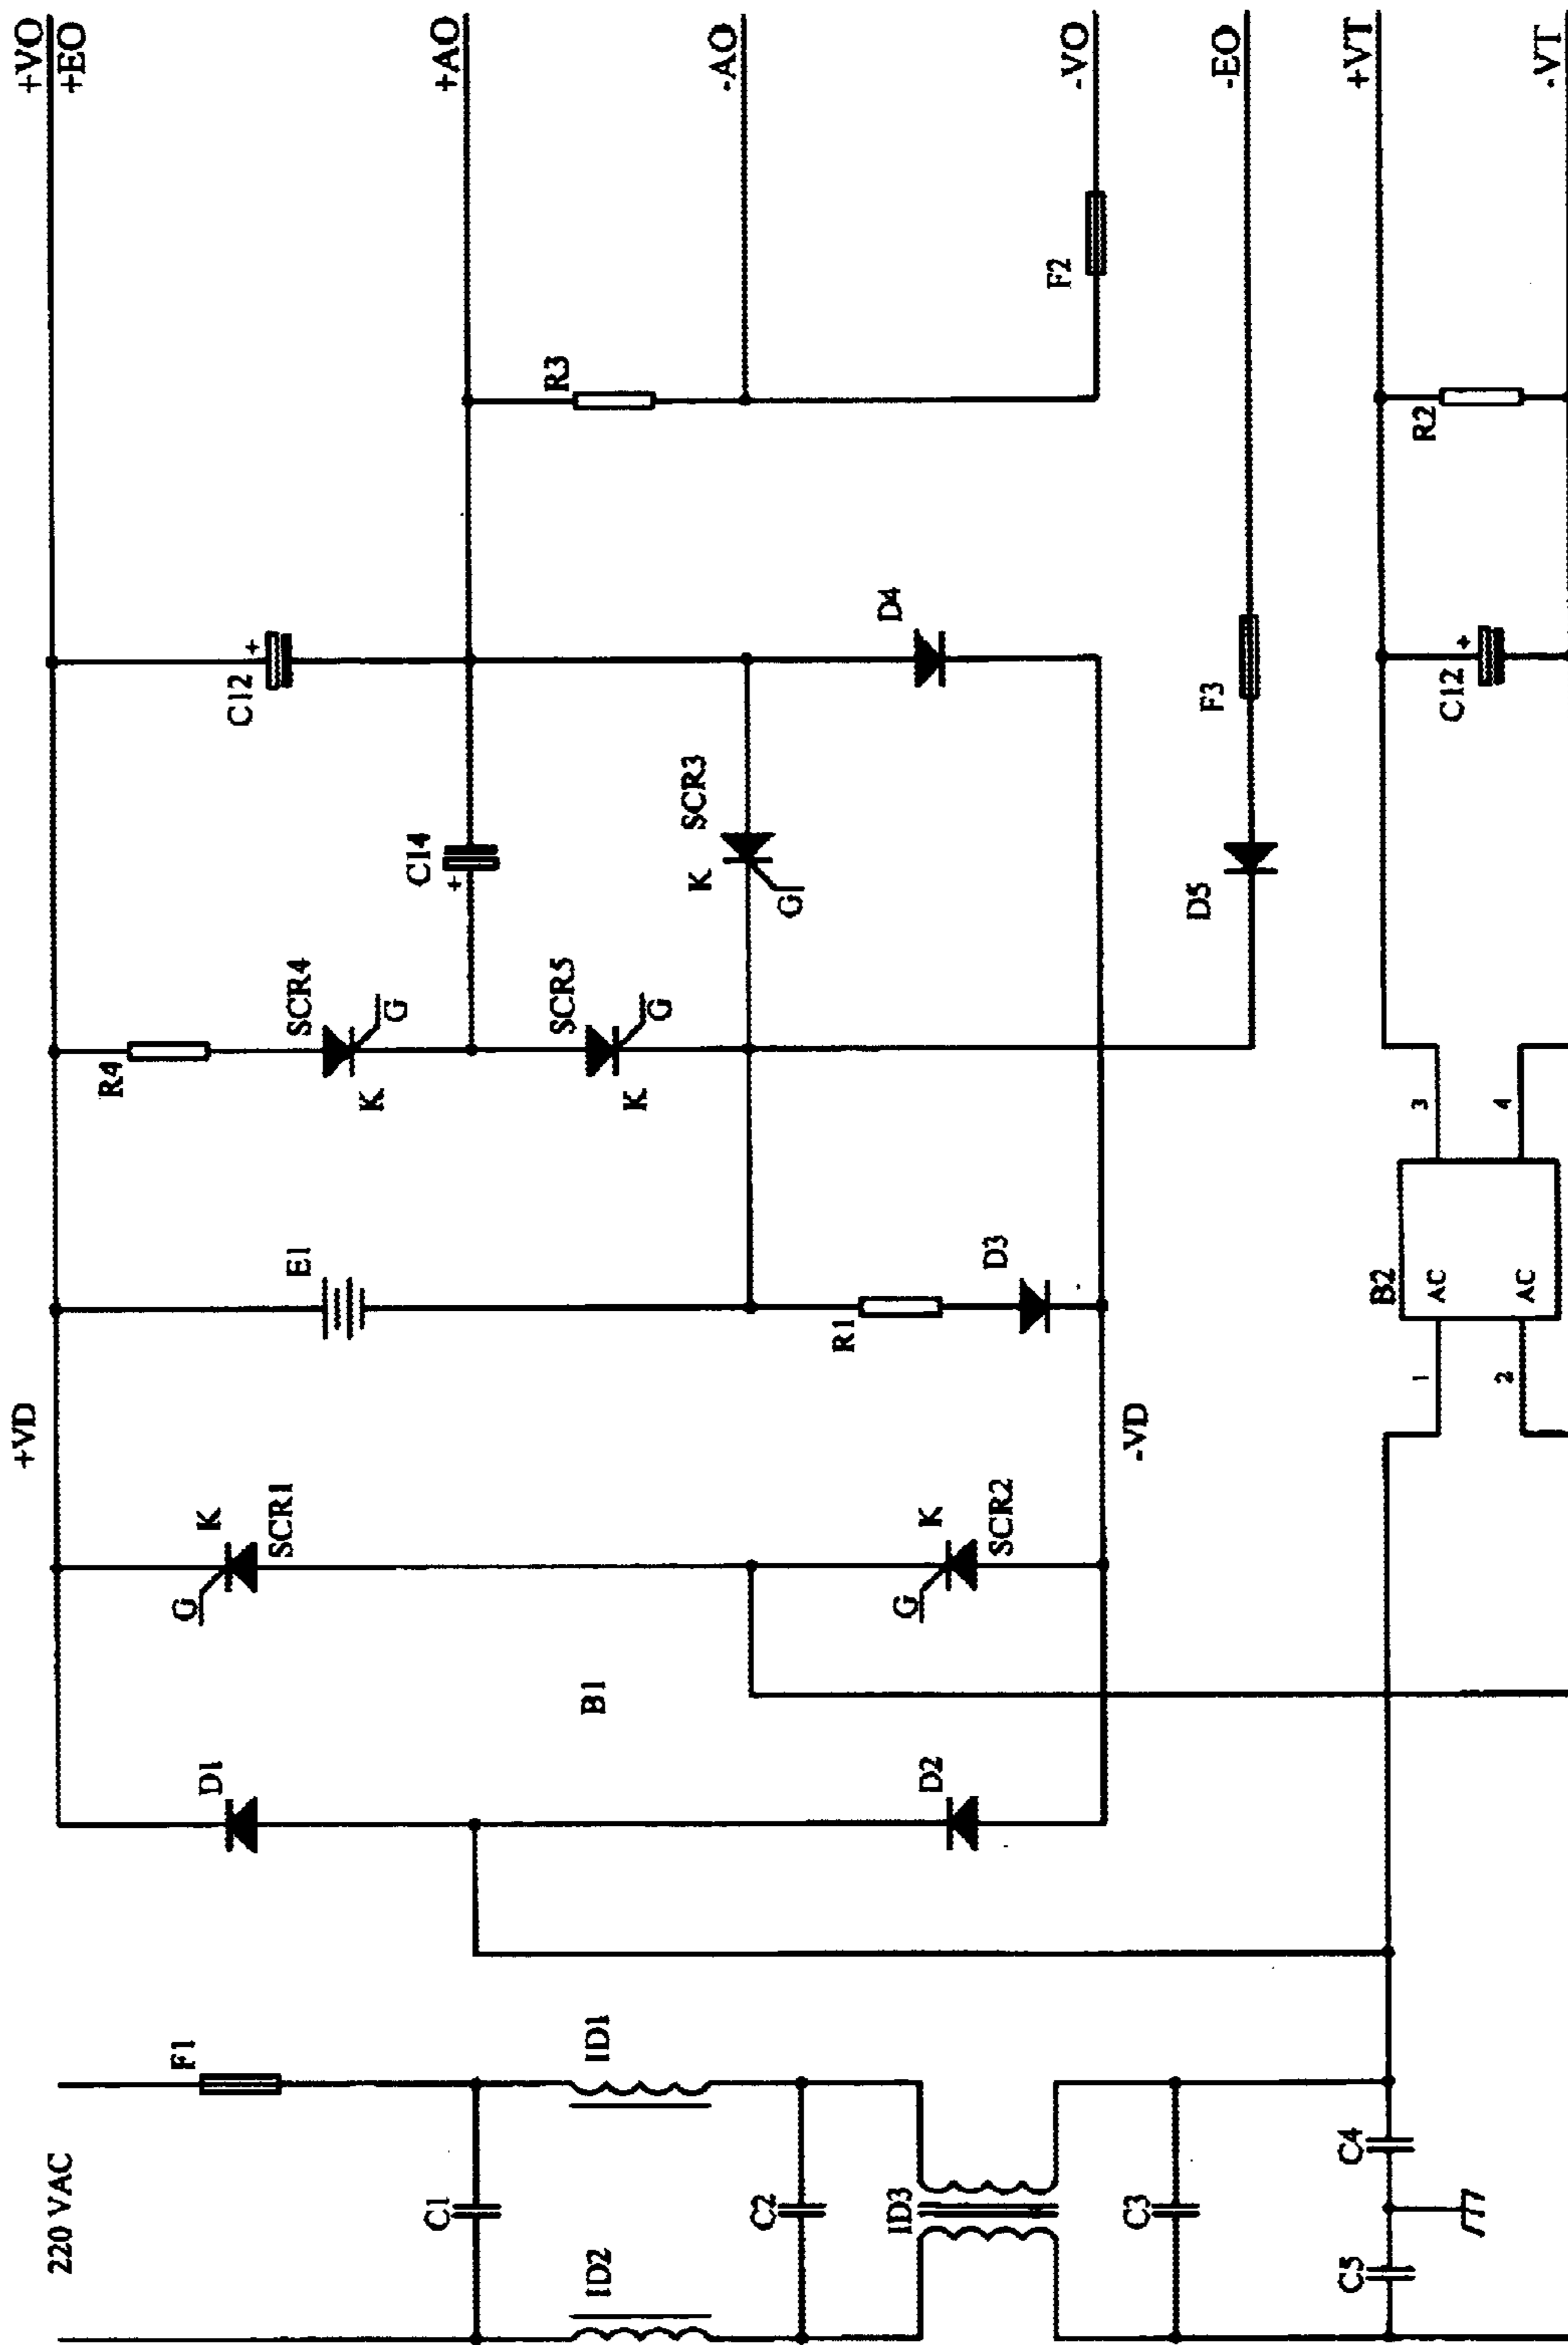 +VO
+EO
+AO
-AO
-VO
-EO
+VT
-VT
R3
F2
R2
C12
+
D4
F3
C12
+
C14
+
SCR3
K
G
D5
SCR4
G
K
R4
SCR5
G
K
3
4
E1
D3
R1
B2
AC
AC
1
2
+VD
-VD
K
SCR1
G
K
SCR2
G
B1
D1
D2
F1
ID1
220 VAC
C1
C2
ID3
C3
C4
ID2
C5